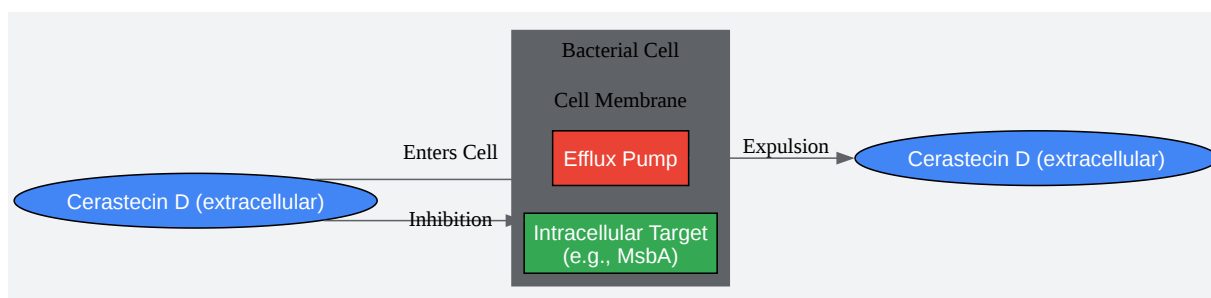 Bacterial Cell
Cell Membrane
Enters Cell
Efflux Pump
Expulsion
Cerastecin D (extracellular)
Cerastecin D (extracellular)
Inhibition
Intracellular Target
(e.g., MsbA)